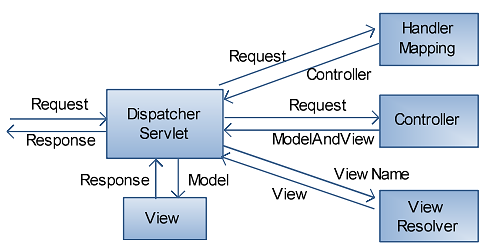 Handler
Mapping
Request
Controller
Request
Response
Dispatcher
Servlet
Request
ModelAndView
Controller
Response
Model
View Name
View
View
View
Resolver